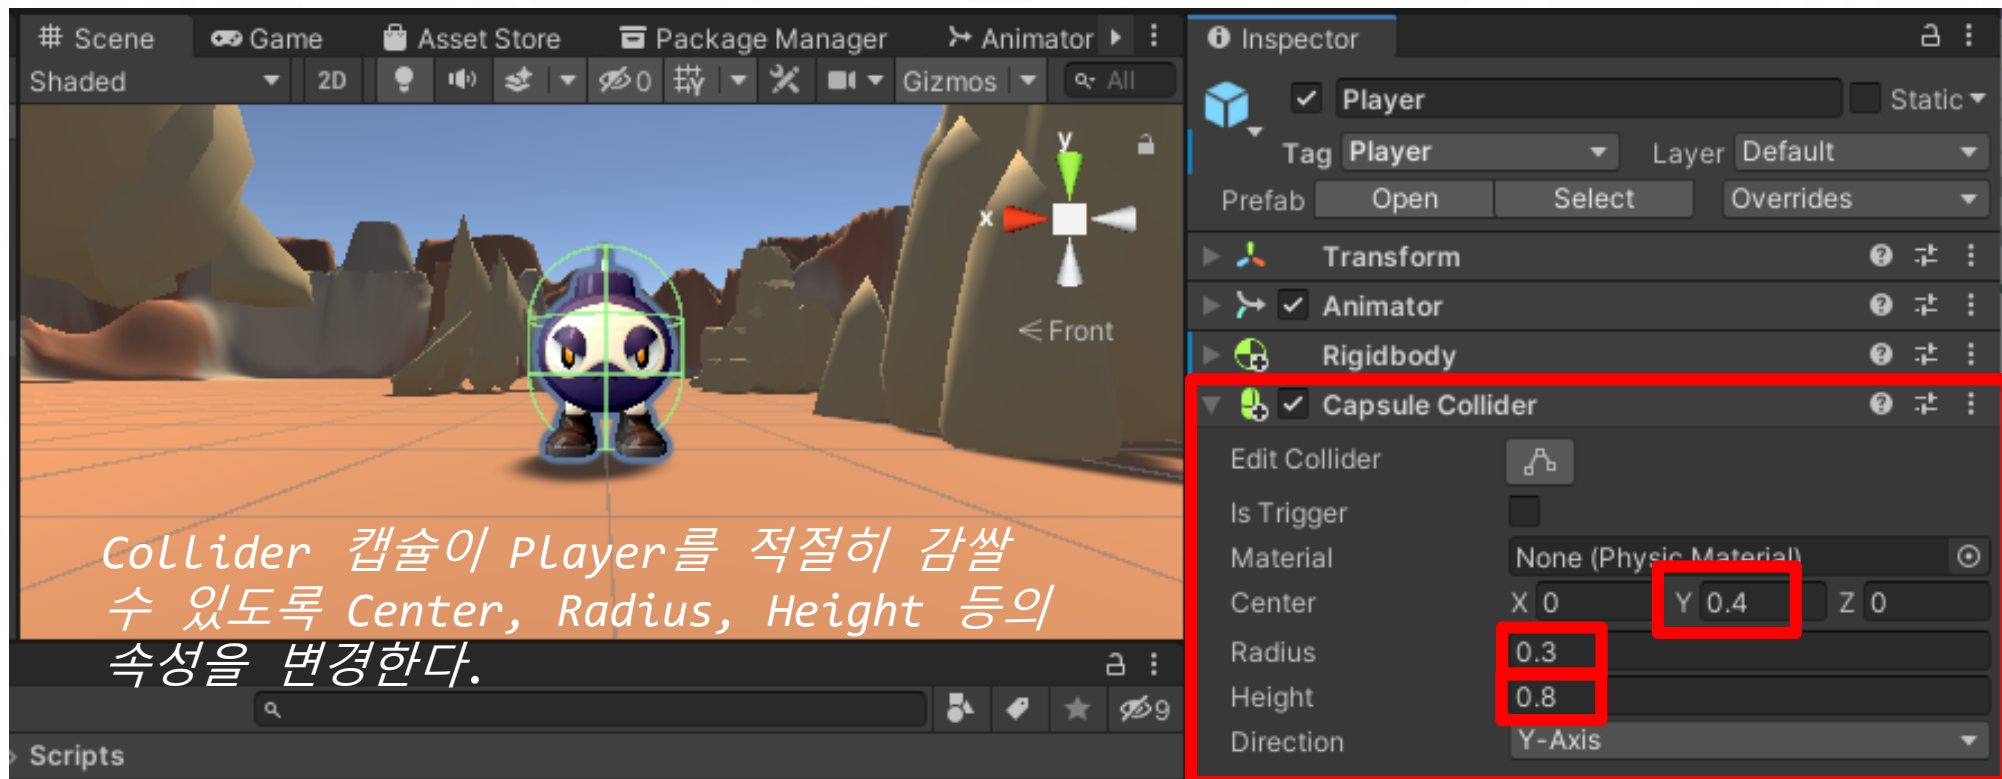 Scene Game Asset Store Package Manager Animator
Shaded 2D 0 Gizmos All
y
x
Front
Collider 캡슐이 Player를 적절히 감쌀
수 있도록 Center, Radius, Height 등의
속성을 변경한다.
9
Scripts
Inspector
Player Static
Tag Player Layer Default
Prefab Open Select Overrides
Transform
Animator
Rigidbody
Capsule Collider
Edit Collider
Is Trigger
Material None (Physic Material)
Center X 0 Y 0.4 Z 0
Radius 0.3
Height 0.8
Direction Y-Axis